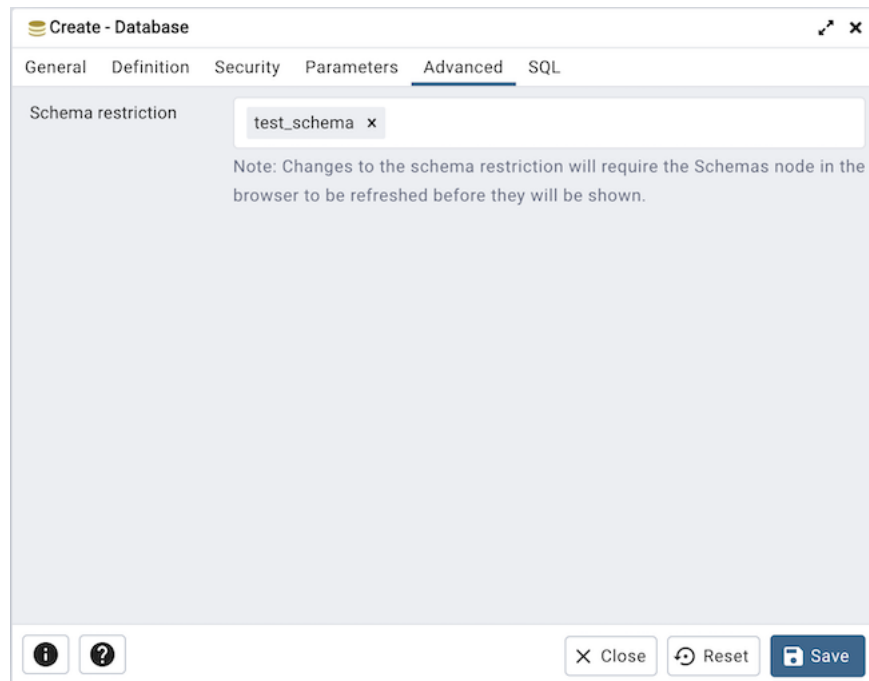 Create - Database
General Definition Security Parameters Advanced SQL
Schema restriction
test_schema
Note: Changes to the schema restriction will require the Schemas node in the
browser to be refreshed before they will be shown.
Close Reset Save